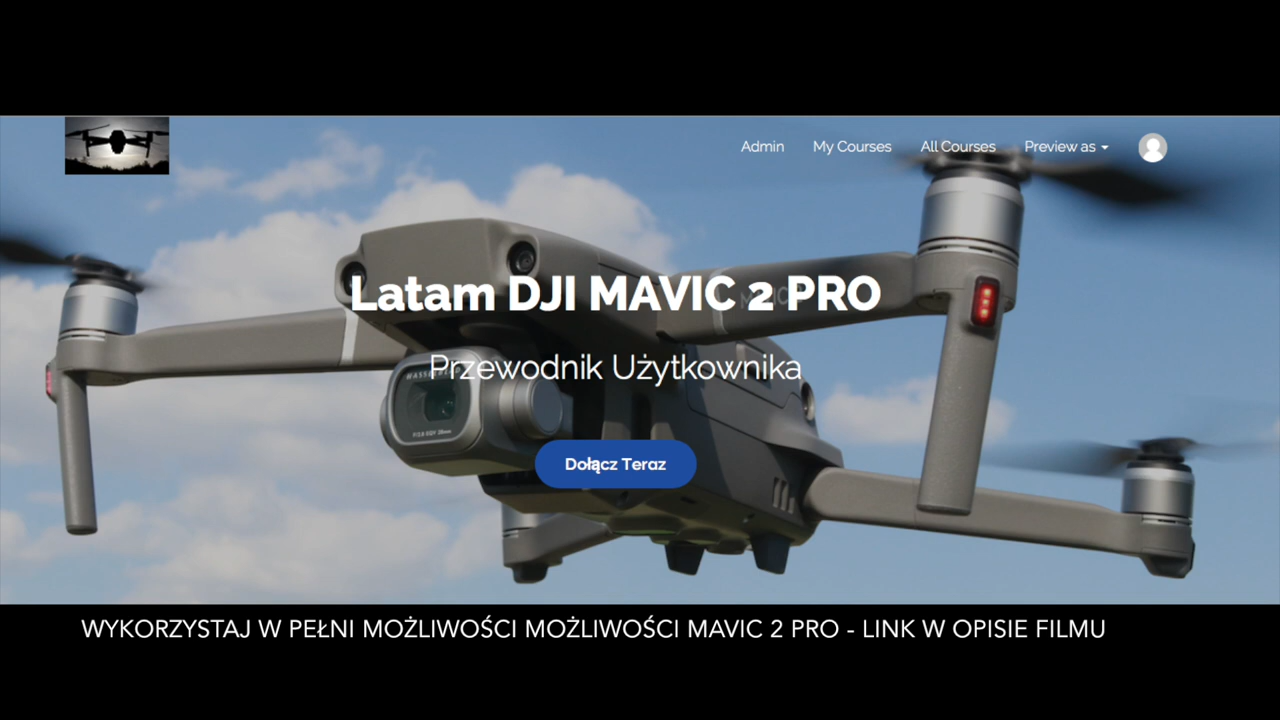 Admin My Courses All Courses Preview as
Latam DJI MAVIC 2 PRO
Przewodnik Użytkownika
HASSELBLAD
Dołącz Teraz
WYKORZYSTAJ W PEŁNI MOŻLIWOŚCI MOŻLIWOŚCI MAVIC 2 PRO - LINK W OPISIE FILMU